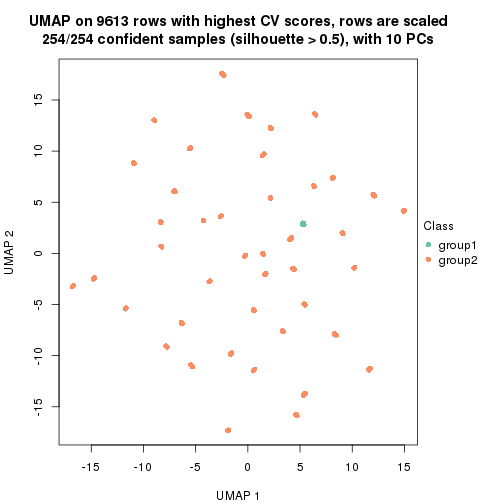 UMAP on 9613 rows with highest CV scores, rows are scaled
254/254 confident samples (silhouette > 0.5), with 10 PCs
15
10
5
0
-5
-10
-15
UMAP 2
Class
group1
group2
-15 -10 -5 0 5 10 15
UMAP 1